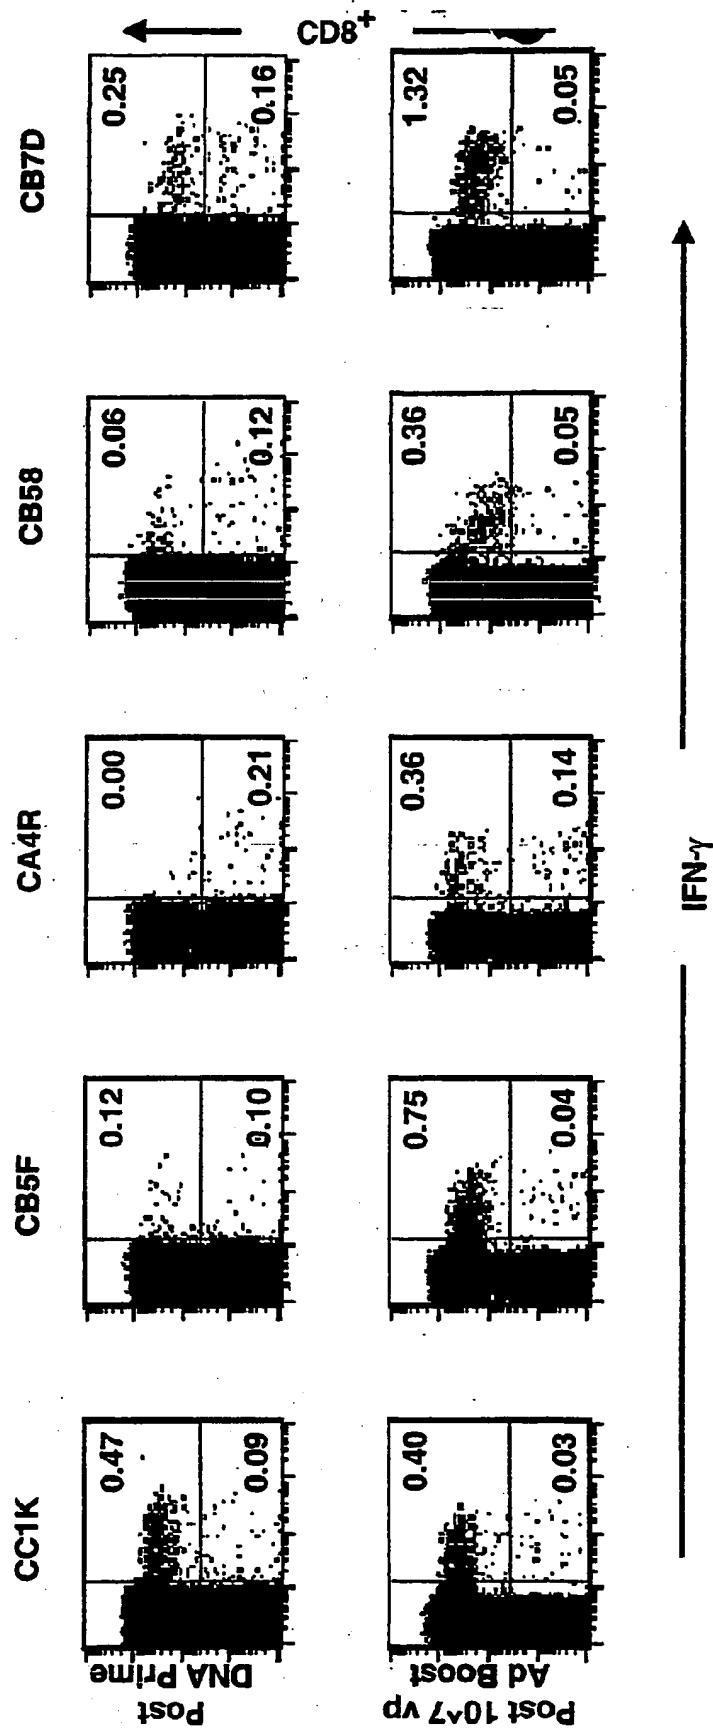 CC1K CB5F CA4R CB58 CB7D
Post
DNA Prime
0.47 0.12 0.00 0.06 0.25
0.09 0.10 0.21 0.12 0.16
CD8+
Post 10^7 vp
Ad Boost
0.40 0.75 0.36 0.36 1.32
0.03 0.04 0.14 0.05 0.05
IFN-γ